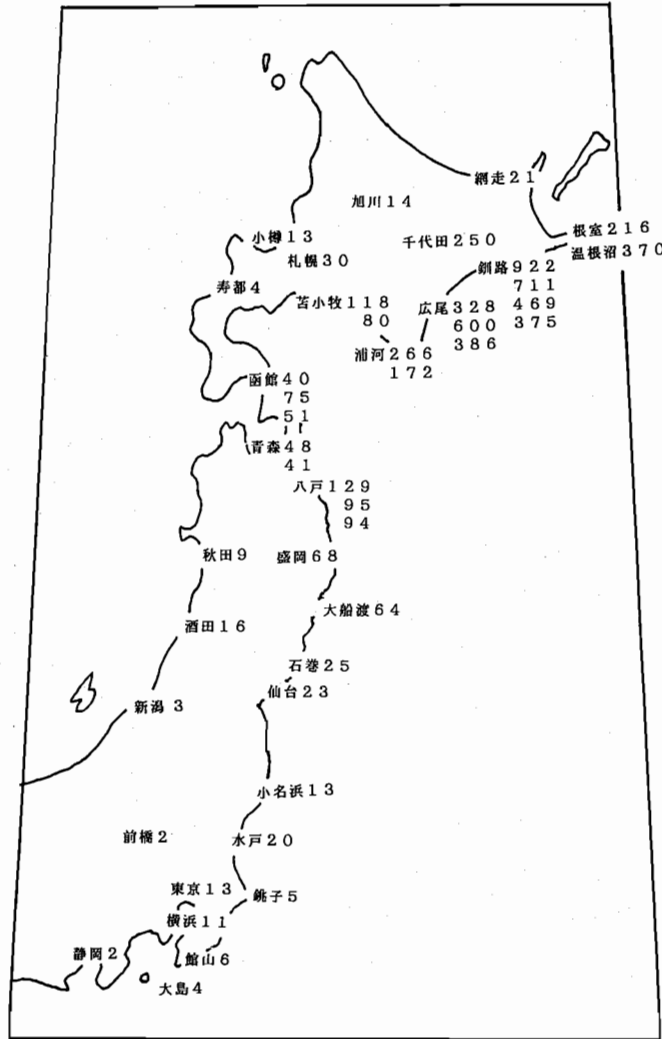 網走21
旭川14
根室216
小樽13
千代田250
温根沼370
札幌30
釧路922
711
469
375
寿都4
苫小牧118
80
広尾328
600
386
浦河266
172
函館40
75
51
青森48
41
八戸129
95
94
秋田9
盛岡68
大船渡64
酒田16
石巻25
仙台23
新潟3
小名浜13
前橋2
水戸20
東京13
銚子5
横浜11
静岡2
館山6
大島4